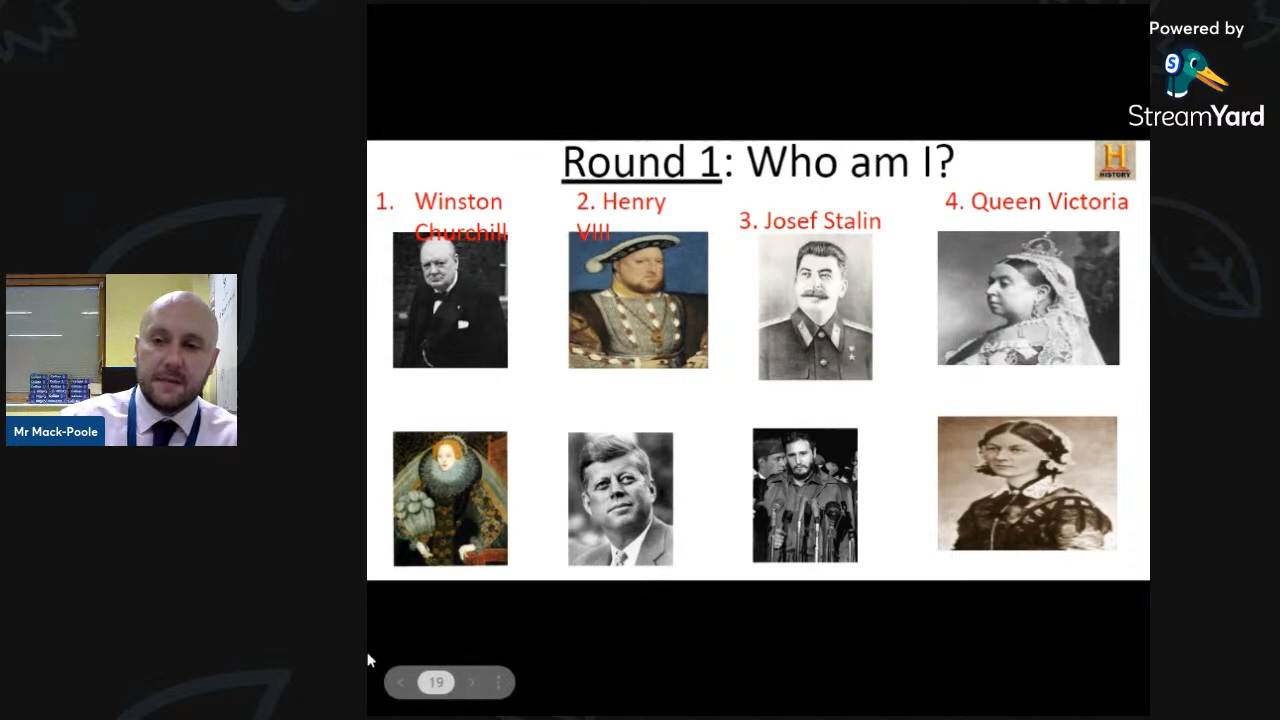 Powered by
StreamYard
Round 1: Who am I?
H
HISTORY
1. Winston
Churchill
2. Henry
VIII
3. Josef Stalin
4. Queen Victoria
Mr Mack-Poole
19